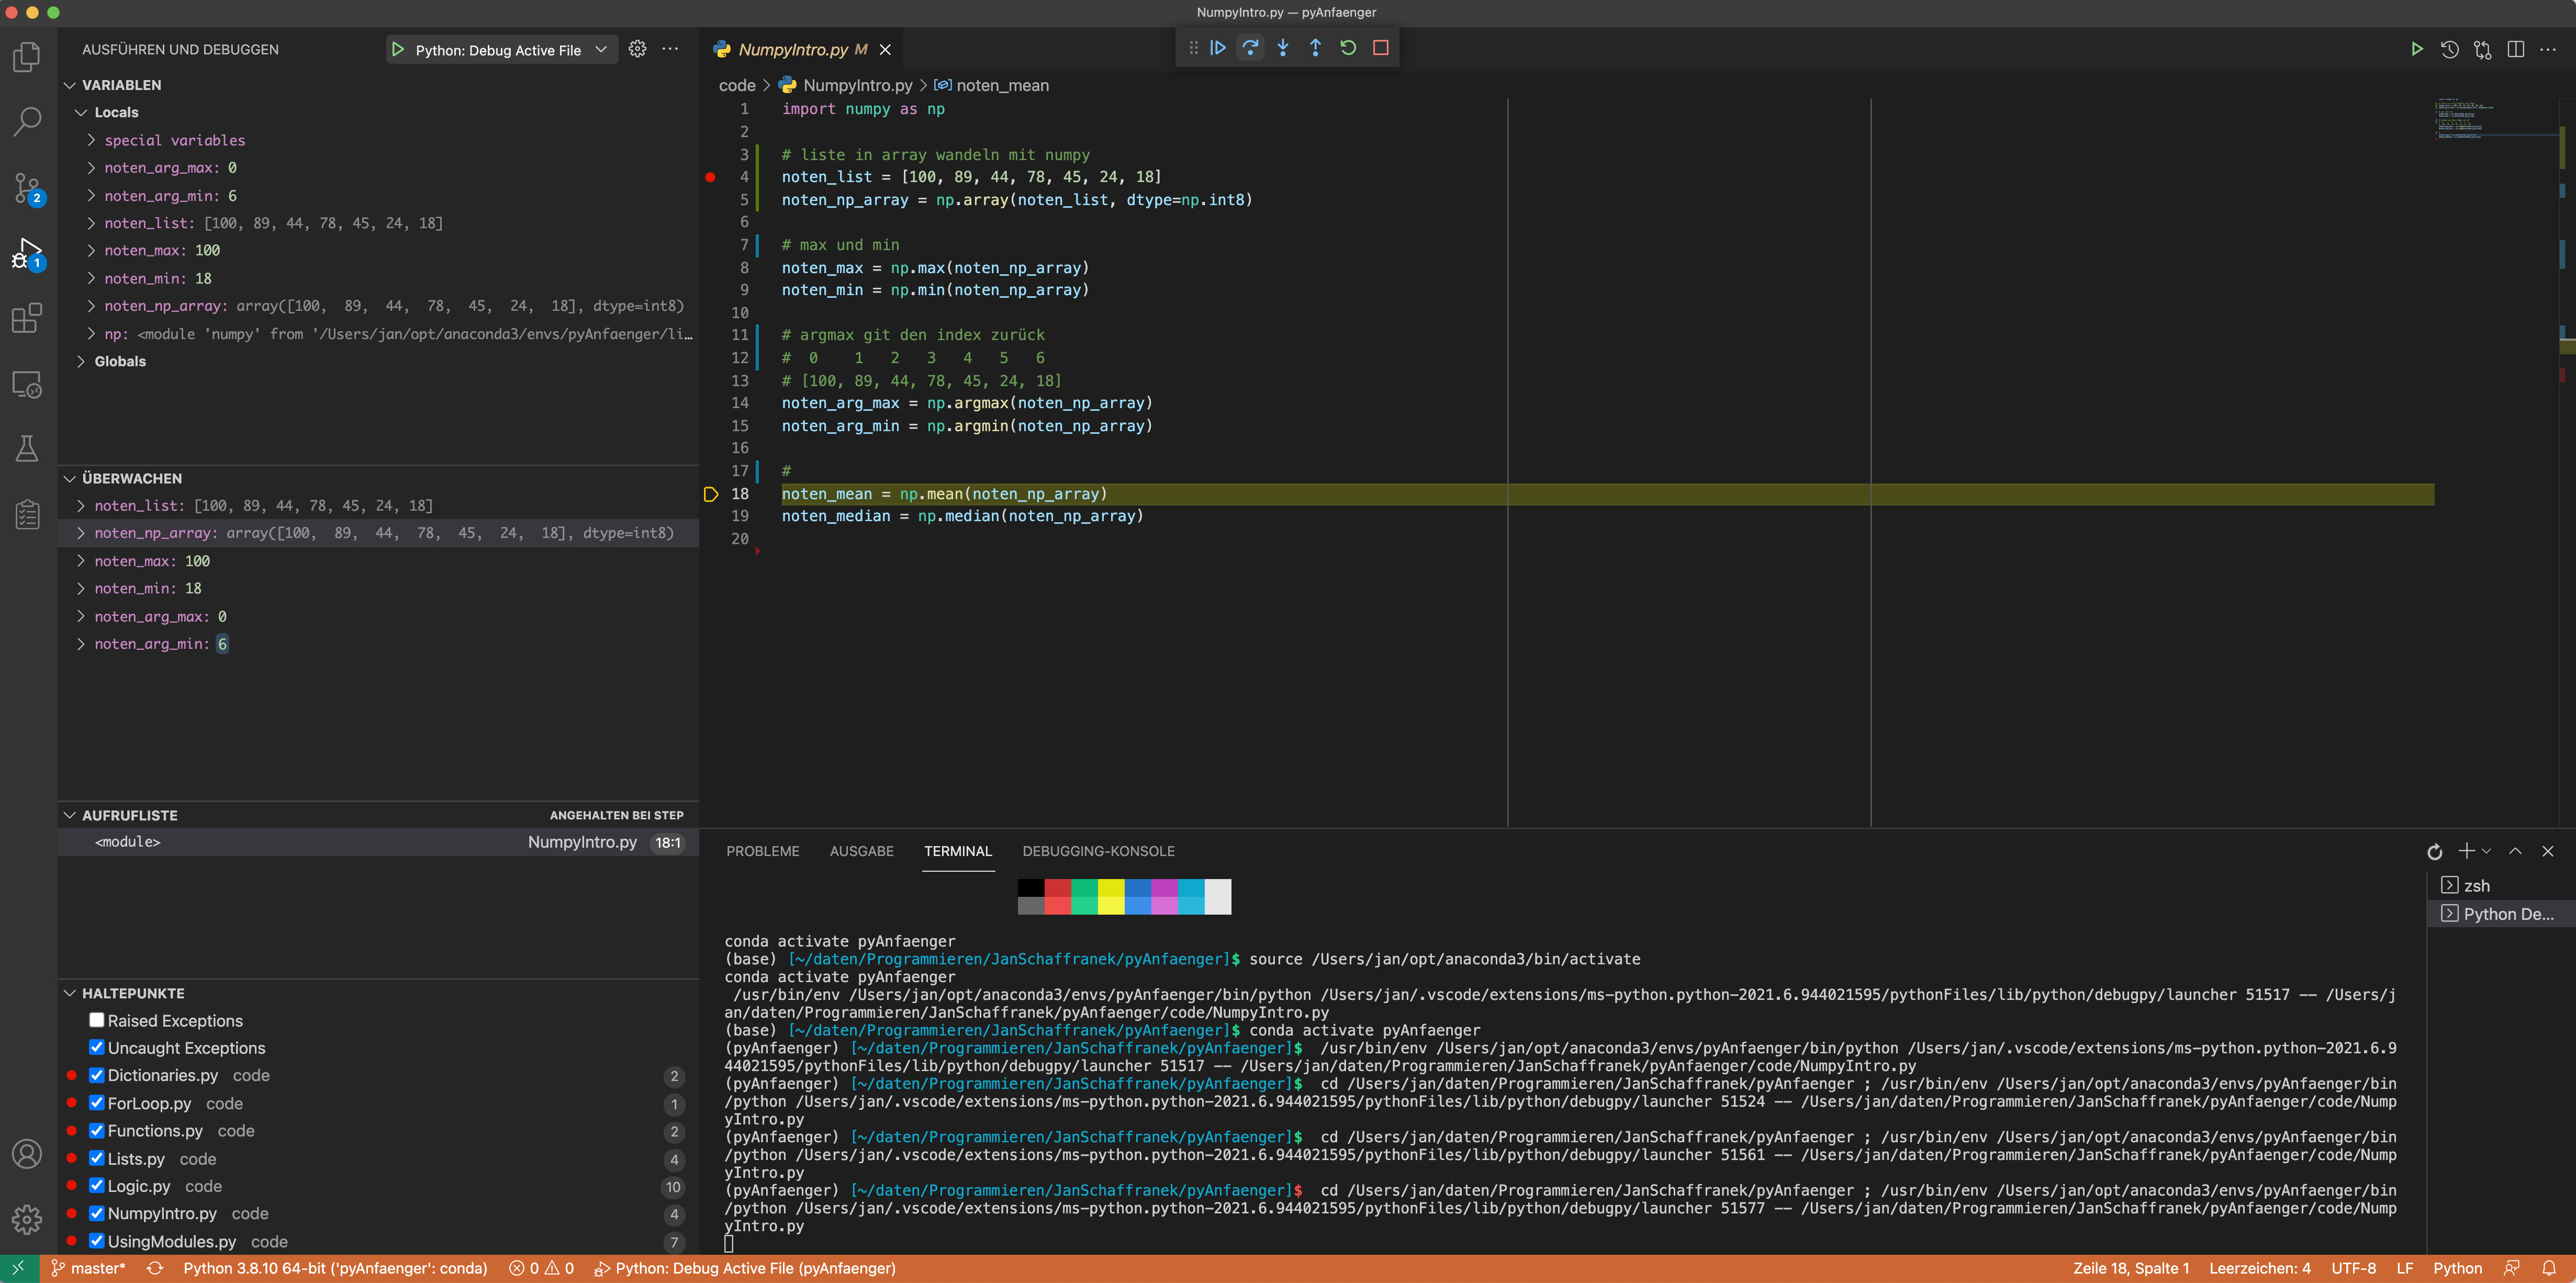 NumpyIntro.py — pyAnfaenger
AUSFÜHREN UND DEBUGGEN
Python: Debug Active File
VARIABLEN
Locals
special variables
noten_arg_max: 0
noten_arg_min: 6
noten_list: [100, 89, 44, 78, 45, 24, 18]
noten_max: 100
noten_min: 18
noten_np_array: array([100,  89,  44,  78,  45,  24,  18], dtype=int8)
np: <module 'numpy' from '/Users/jan/opt/anaconda3/envs/pyAnfaenger/li…
Globals
ÜBERWACHEN
noten_list: [100, 89, 44, 78, 45, 24, 18]
noten_np_array: array([100,  89,  44,  78,  45,  24,  18], dtype=int8)
noten_max: 100
noten_min: 18
noten_arg_max: 0
noten_arg_min: 6
AUFRUFLISTE ANGEHALTEN BEI STEP
<module> NumpyIntro.py 18:1
HALTEPUNKTE
Raised Exceptions
Uncaught Exceptions
Dictionaries.py code 2
ForLoop.py code 1
Functions.py code 2
Lists.py code 4
Logic.py code 10
NumpyIntro.py code 4
UsingModules.py code 7
2
1
NumpyIntro.py M
code > NumpyIntro.py > noten_mean
1 import numpy as np
2
3 # liste in array wandeln mit numpy
4 noten_list = [100, 89, 44, 78, 45, 24, 18]
5 noten_np_array = np.array(noten_list, dtype=np.int8)
6
7 # max und min
8 noten_max = np.max(noten_np_array)
9 noten_min = np.min(noten_np_array)
10
11 # argmax git den index zurück
12 #  0    1   2   3   4   5   6
13 # [100, 89, 44, 78, 45, 24, 18]
14 noten_arg_max = np.argmax(noten_np_array)
15 noten_arg_min = np.argmin(noten_np_array)
16
17 #
18 noten_mean = np.mean(noten_np_array)
19 noten_median = np.median(noten_np_array)
20
PROBLEME AUSGABE TERMINAL DEBUGGING-KONSOLE
zsh
Python De...
conda activate pyAnfaenger
(base) [~/daten/Programmieren/JanSchaffranek/pyAnfaenger]$ source /Users/jan/opt/anaconda3/bin/activate
conda activate pyAnfaenger
 /usr/bin/env /Users/jan/opt/anaconda3/envs/pyAnfaenger/bin/python /Users/jan/.vscode/extensions/ms-python.python-2021.6.944021595/pythonFiles/lib/python/debugpy/launcher 51517 -- /Users/j
an/daten/Programmieren/JanSchaffranek/pyAnfaenger/code/NumpyIntro.py
(base) [~/daten/Programmieren/JanSchaffranek/pyAnfaenger]$ conda activate pyAnfaenger
(pyAnfaenger) [~/daten/Programmieren/JanSchaffranek/pyAnfaenger]$  /usr/bin/env /Users/jan/opt/anaconda3/envs/pyAnfaenger/bin/python /Users/jan/.vscode/extensions/ms-python.python-2021.6.9
44021595/pythonFiles/lib/python/debugpy/launcher 51517 -- /Users/jan/daten/Programmieren/JanSchaffranek/pyAnfaenger/code/NumpyIntro.py
(pyAnfaenger) [~/daten/Programmieren/JanSchaffranek/pyAnfaenger]$  cd /Users/jan/daten/Programmieren/JanSchaffranek/pyAnfaenger ; /usr/bin/env /Users/jan/opt/anaconda3/envs/pyAnfaenger/bin
/python /Users/jan/.vscode/extensions/ms-python.python-2021.6.944021595/pythonFiles/lib/python/debugpy/launcher 51524 -- /Users/jan/daten/Programmieren/JanSchaffranek/pyAnfaenger/code/Nump
yIntro.py
(pyAnfaenger) [~/daten/Programmieren/JanSchaffranek/pyAnfaenger]$  cd /Users/jan/daten/Programmieren/JanSchaffranek/pyAnfaenger ; /usr/bin/env /Users/jan/opt/anaconda3/envs/pyAnfaenger/bin
/python /Users/jan/.vscode/extensions/ms-python.python-2021.6.944021595/pythonFiles/lib/python/debugpy/launcher 51561 -- /Users/jan/daten/Programmieren/JanSchaffranek/pyAnfaenger/code/Nump
yIntro.py
(pyAnfaenger) [~/daten/Programmieren/JanSchaffranek/pyAnfaenger]$  cd /Users/jan/daten/Programmieren/JanSchaffranek/pyAnfaenger ; /usr/bin/env /Users/jan/opt/anaconda3/envs/pyAnfaenger/bin
/python /Users/jan/.vscode/extensions/ms-python.python-2021.6.944021595/pythonFiles/lib/python/debugpy/launcher 51577 -- /Users/jan/daten/Programmieren/JanSchaffranek/pyAnfaenger/code/Nump
yIntro.py
master* Python 3.8.10 64-bit ('pyAnfaenger': conda) 0 0 Python: Debug Active File (pyAnfaenger) Zeile 18, Spalte 1 Leerzeichen: 4 UTF-8 LF Python